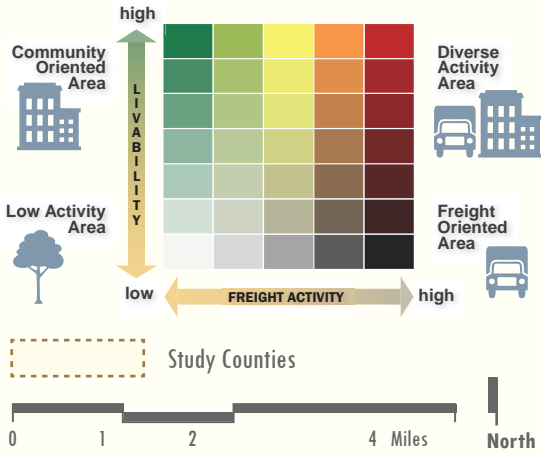 high
Community
Oriented
Area
Diverse
Activity
Area
LIVABILITY
Low Activity
Area
Freight
Oriented
Area
low
FREIGHT ACTIVITY
high
Study Counties
0 1 2 4 Miles
North